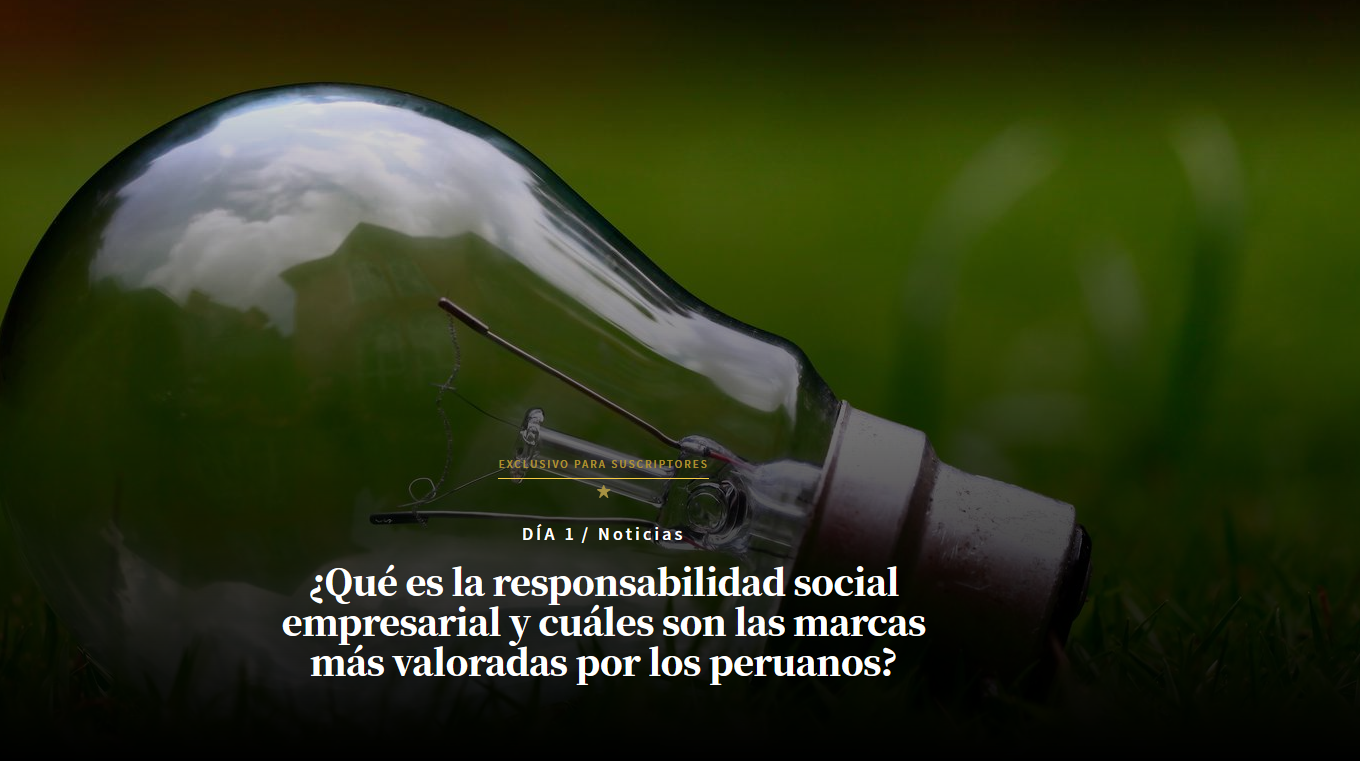 EXCLUSIVO PARA SUSCRIPTORES
DÍA 1 / Noticias
¿Qué es la responsabilidad social
empresarial y cuáles son las marcas
más valoradas por los peruanos?